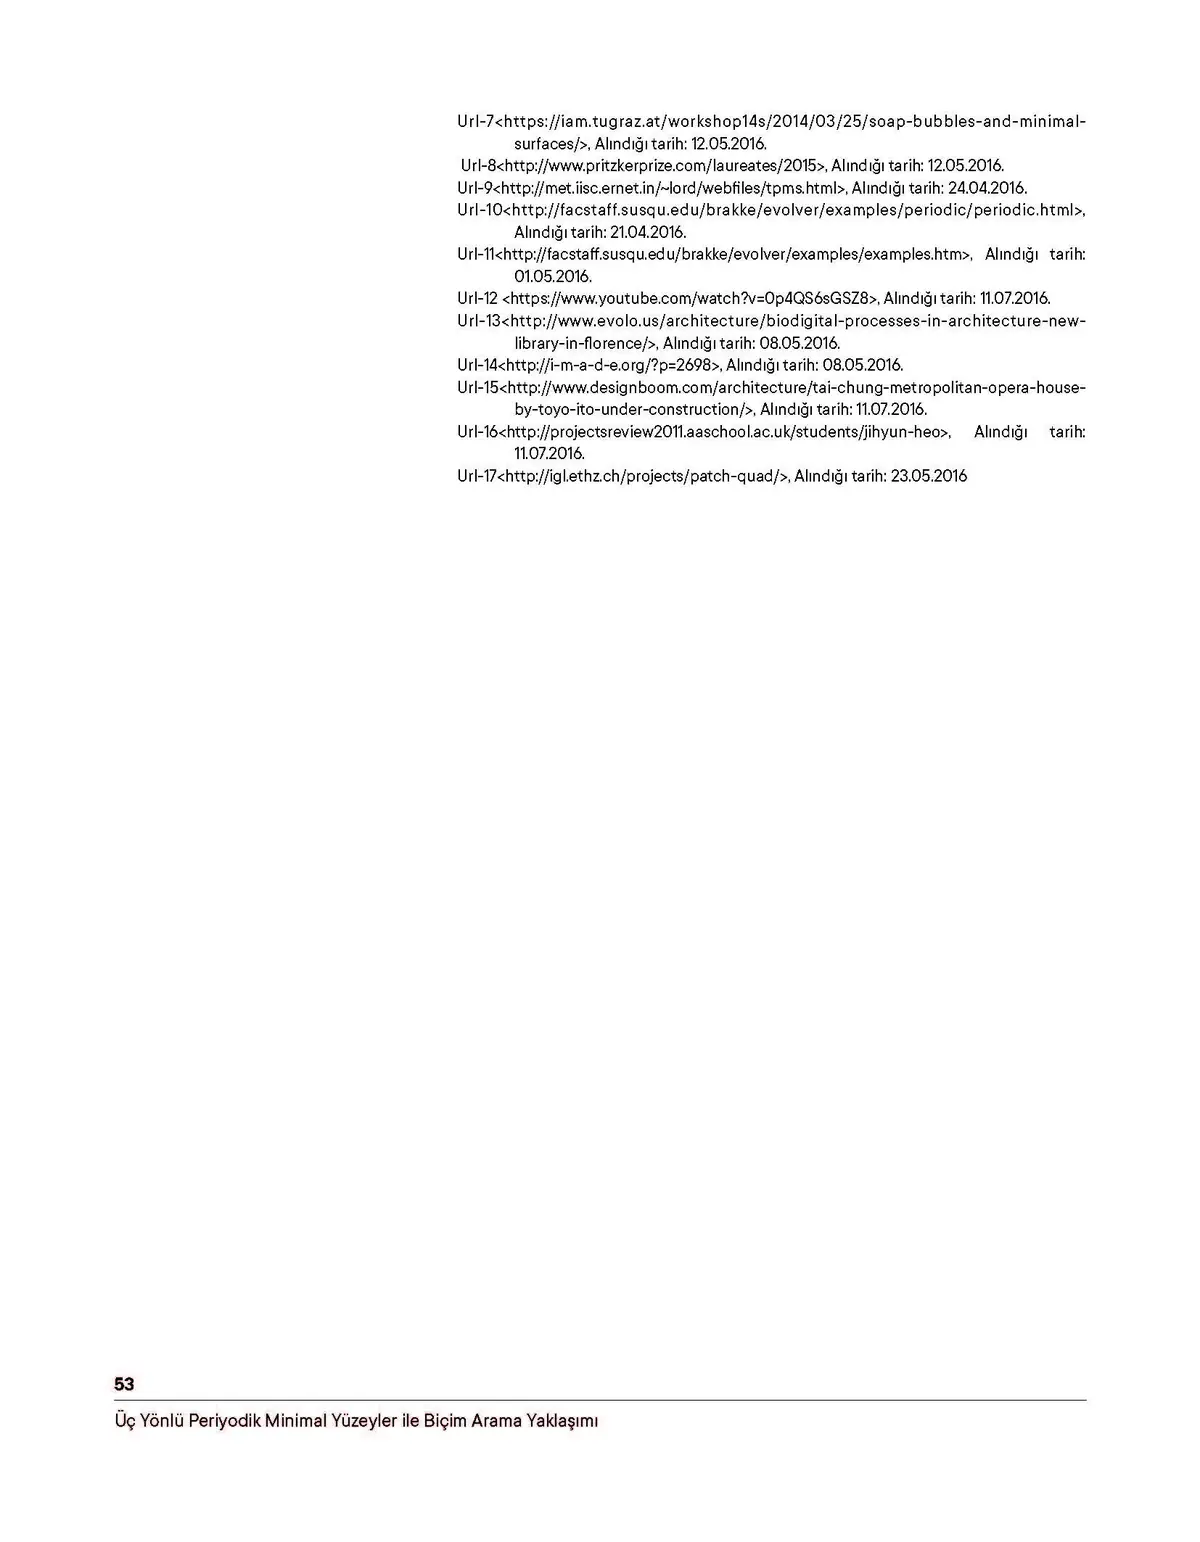 Url-7<https://iam.tugraz.at/workshop14s/2014/03/25/soap-bubbles-and-minimal-
surfaces/>, Alındığı tarih: 12.05.2016.
Url-8<http://www.pritzkerprize.com/laureates/2015>, Alındığı tarih: 12.05.2016.
Url-9<http://met.iisc.ernet.in/~lord/webfiles/tpms.html>, Alındığı tarih: 24.04.2016.
Url-10<http://facstaff.susqu.edu/brakke/evolver/examples/periodic/periodic.html>,
Alındığı tarih: 21.04.2016.
Url-11<http://facstaff.susqu.edu/brakke/evolver/examples/examples.htm>, Alındığı tarih:
01.05.2016.
Url-12 <https://www.youtube.com/watch?v=0p4QS6sGSZ8>, Alındığı tarih: 11.07.2016.
Url-13<http://www.evolo.us/architecture/biodigital-processes-in-architecture-new-
library-in-florence/>, Alındığı tarih: 08.05.2016.
Url-14<http://i-m-a-d-e.org/?p=2698>, Alındığı tarih: 08.05.2016.
Url-15<http://www.designboom.com/architecture/tai-chung-metropolitan-opera-house-
by-toyo-ito-under-construction/>, Alındığı tarih: 11.07.2016.
Url-16<http://projectsreview2011.aaschool.ac.uk/students/jihyun-heo>, Alındığı tarih:
11.07.2016.
Url-17<http://igl.ethz.ch/projects/patch-quad/>, Alındığı tarih: 23.05.2016
53
Üç Yönlü Periyodik Minimal Yüzeyler ile Biçim Arama Yaklaşımı